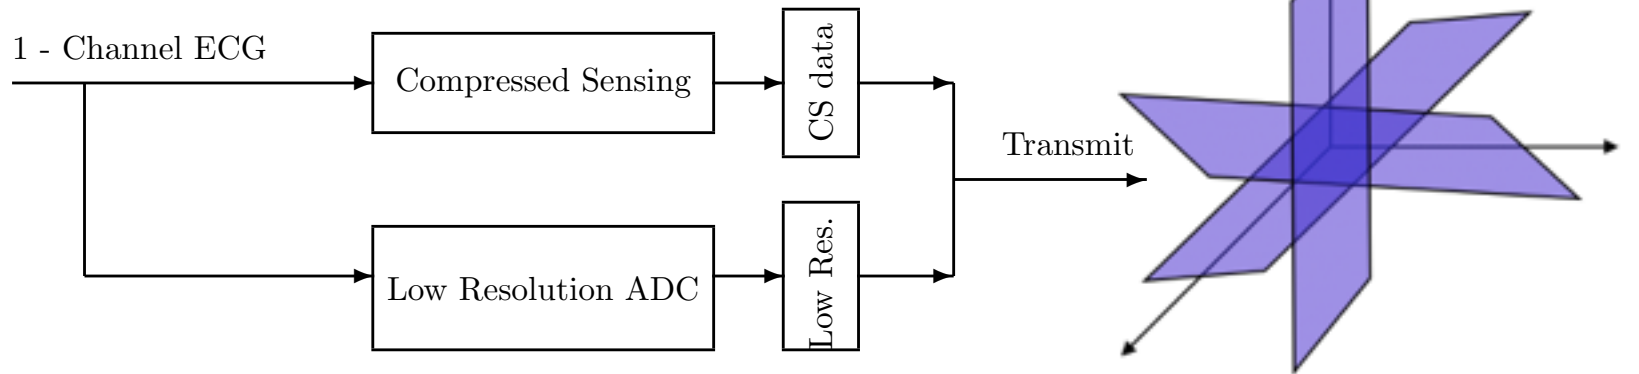 1 - Channel ECG
Compressed Sensing
CS data
Transmit
Low Resolution ADC
Low Res.